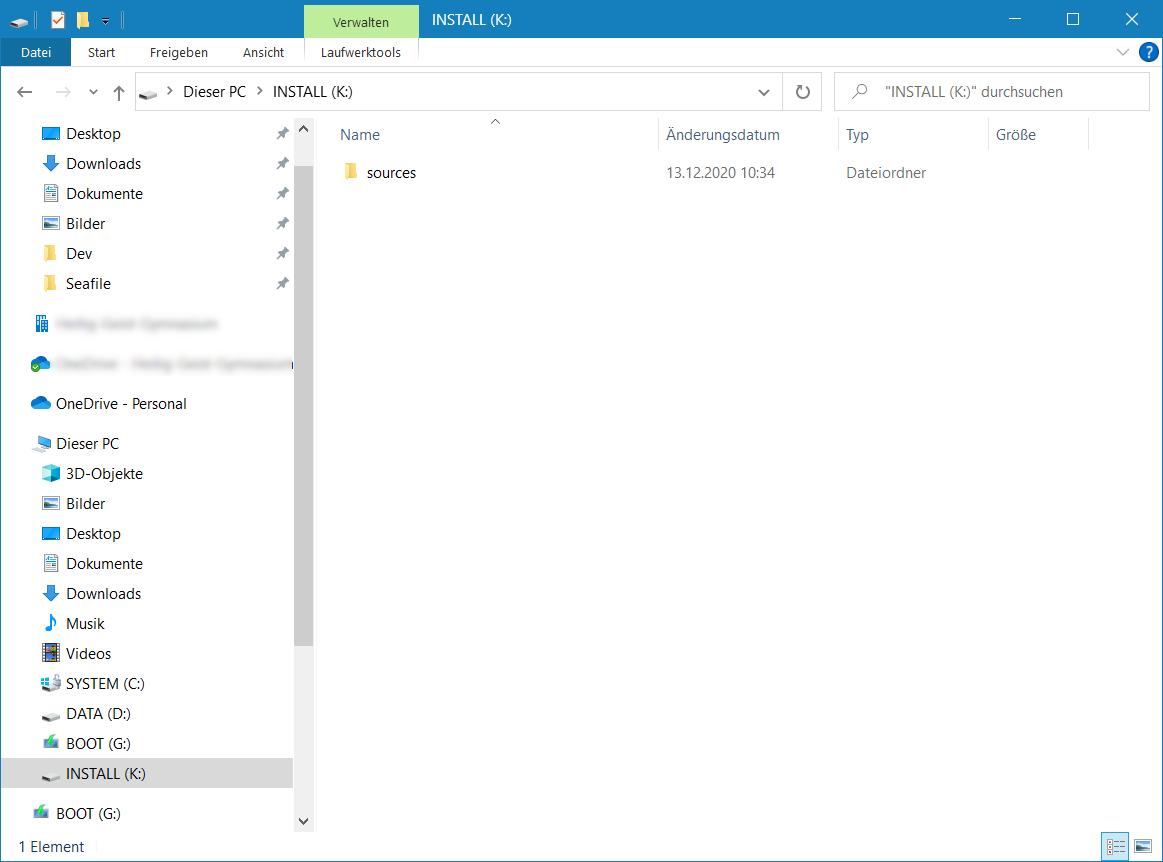 Verwalten
INSTALL (K:)
Datei
Start
Freigeben
Ansicht
Laufwerktools
?
Dieser PC
INSTALL (K:)
"INSTALL (K:)" durchsuchen
Name
Änderungsdatum
Typ
Größe
sources
13.12.2020 10:34
Dateiordner
Desktop
Downloads
Dokumente
Bilder
Dev
Seafile
OneDrive - Personal
Dieser PC
3D-Objekte
Bilder
Desktop
Dokumente
Downloads
Musik
Videos
SYSTEM (C:)
DATA (D:)
BOOT (G:)
INSTALL (K:)
BOOT (G:)
1 Element